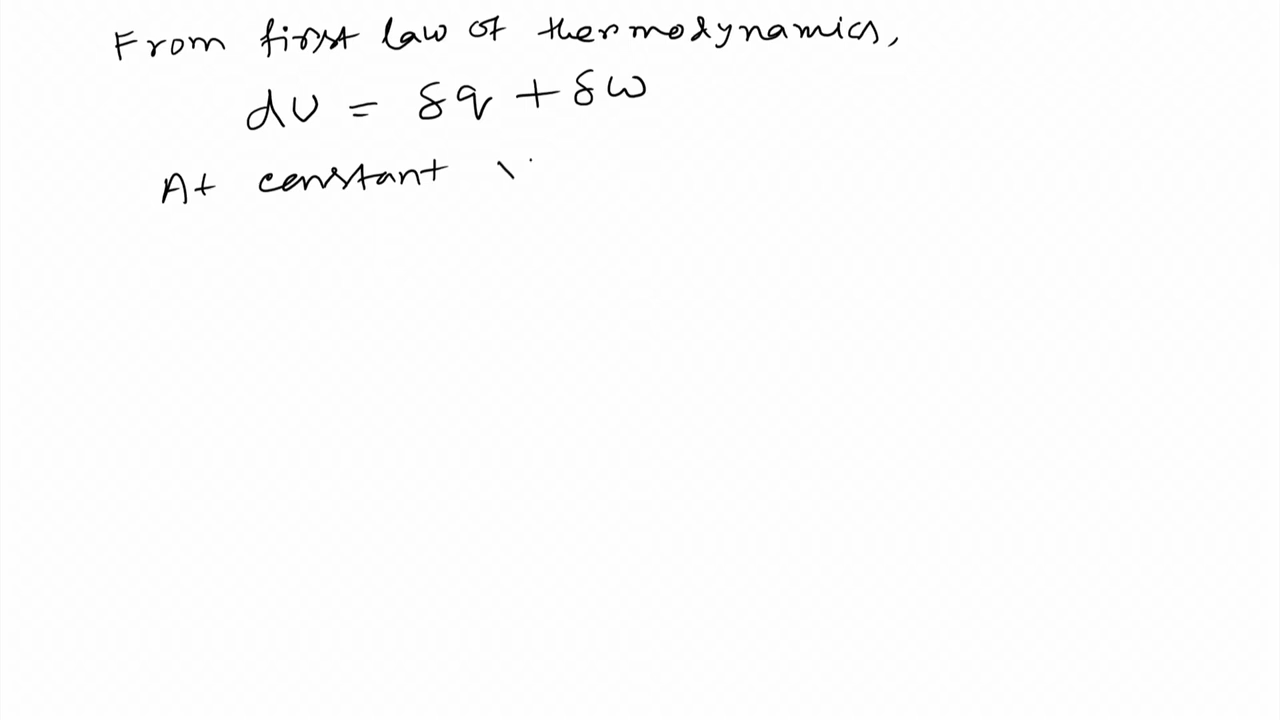 From first law of thermodynamics,
dU = δq + δw
At constant